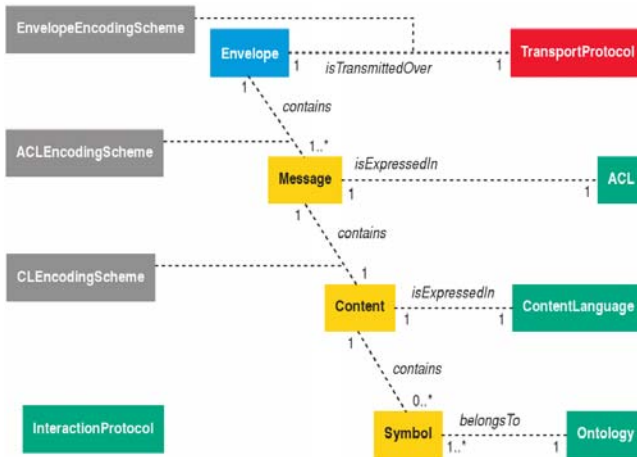 EnvelopeEncodingScheme
Envelope
TransportProtocol
1
isTransmittedOver
1
1
contains
ACLEncodingScheme
1..*
isExpressedIn
Message
ACL
1
1
1
contains
CLEncodingScheme
1
isExpressedIn
Content
ContentLanguage
1
1
1
contains
0..*
belongsTo
InteractionProtocol
Symbol
Ontology
1..*
1